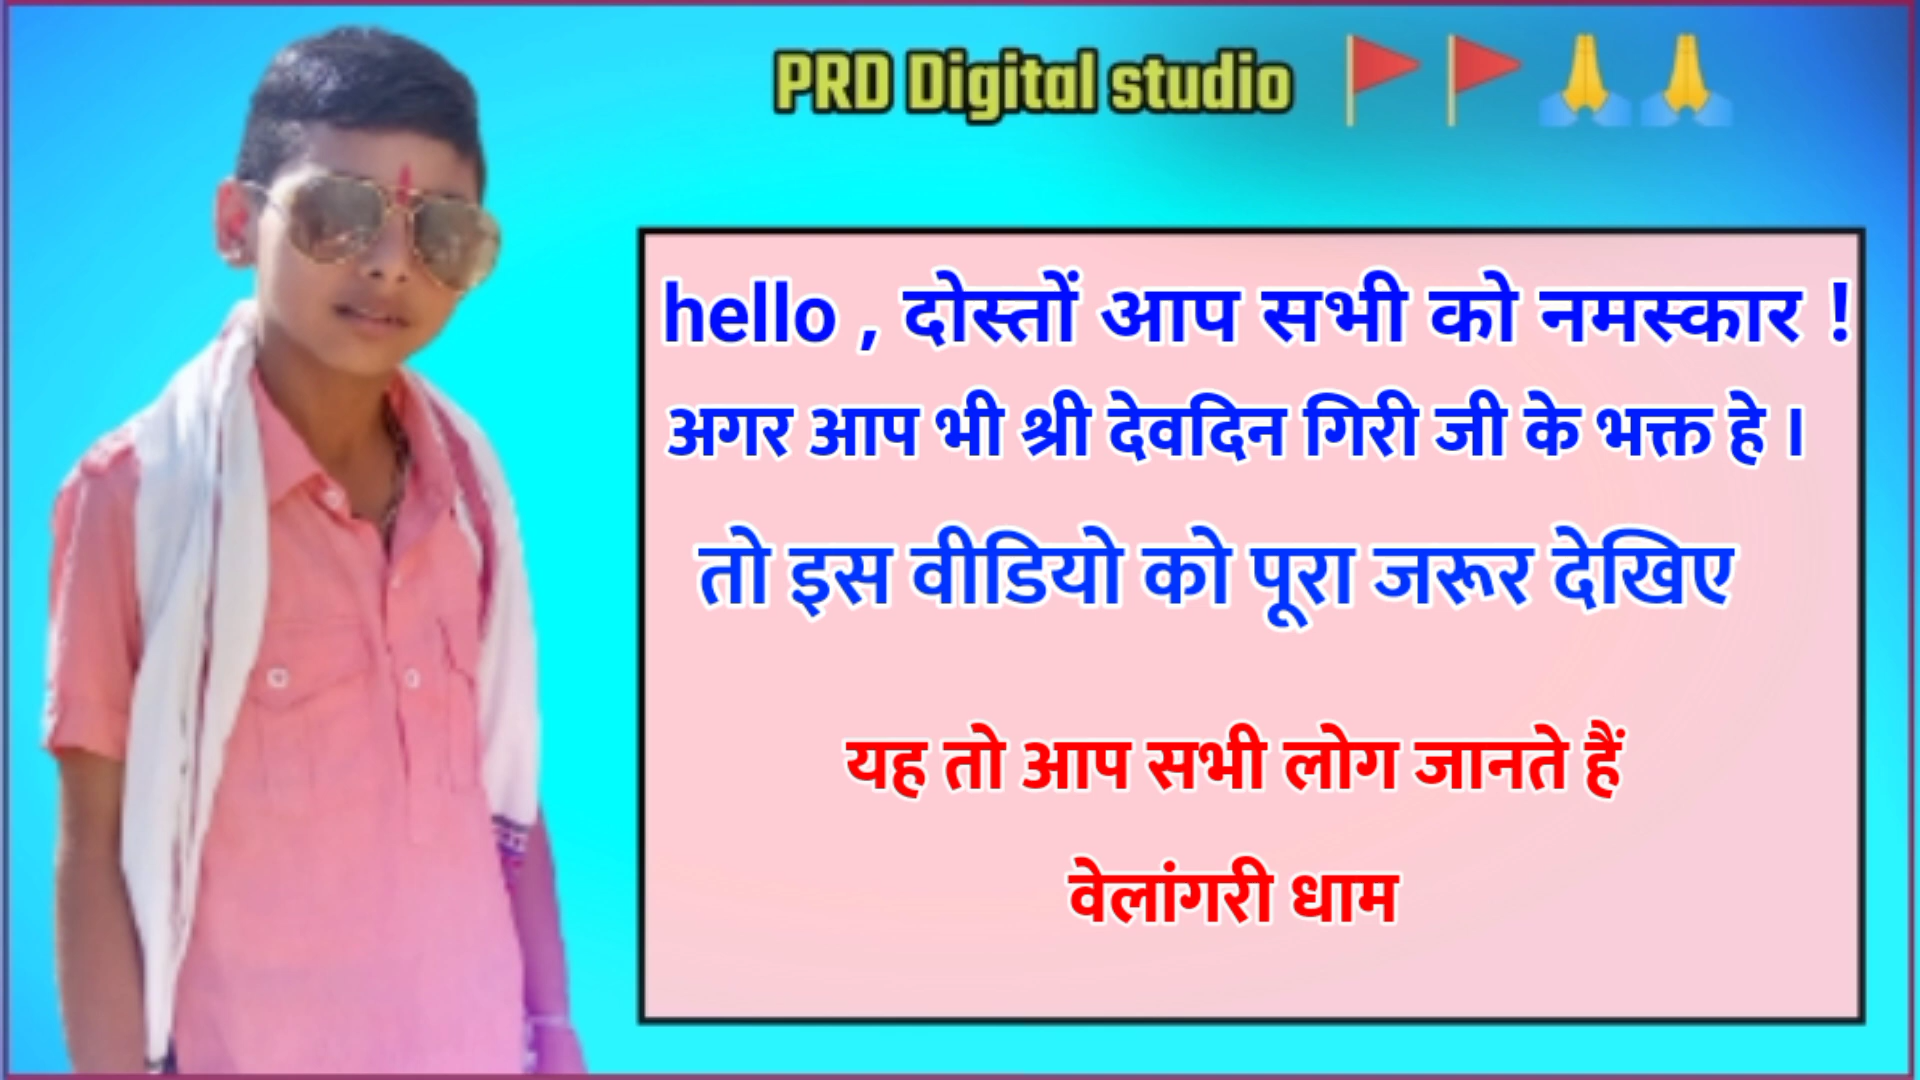 PRD Digital studio 🚩🚩🙏🙏
hello , दोस्तों आप सभी को नमस्कार !
अगर आप भी श्री देवदिन गिरी जी के भक्त हे ।
तो इस वीडियो को पूरा जरूर देखिए
यह तो आप सभी लोग जानते हैं
वेलांगरी धाम